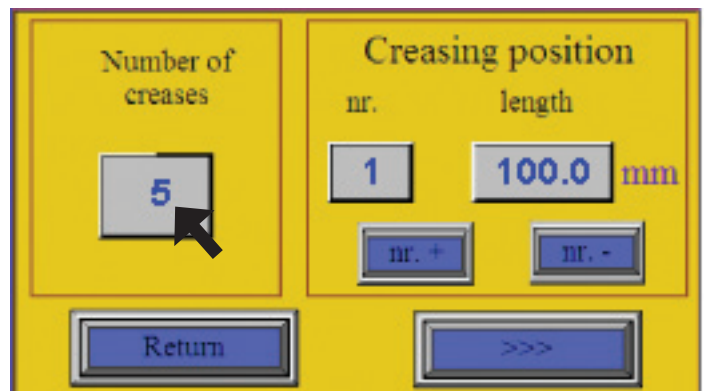 Number of
creases
5
Creasing position
nr. length
1 100.0 mm
nr. + nr. -
Return >>>